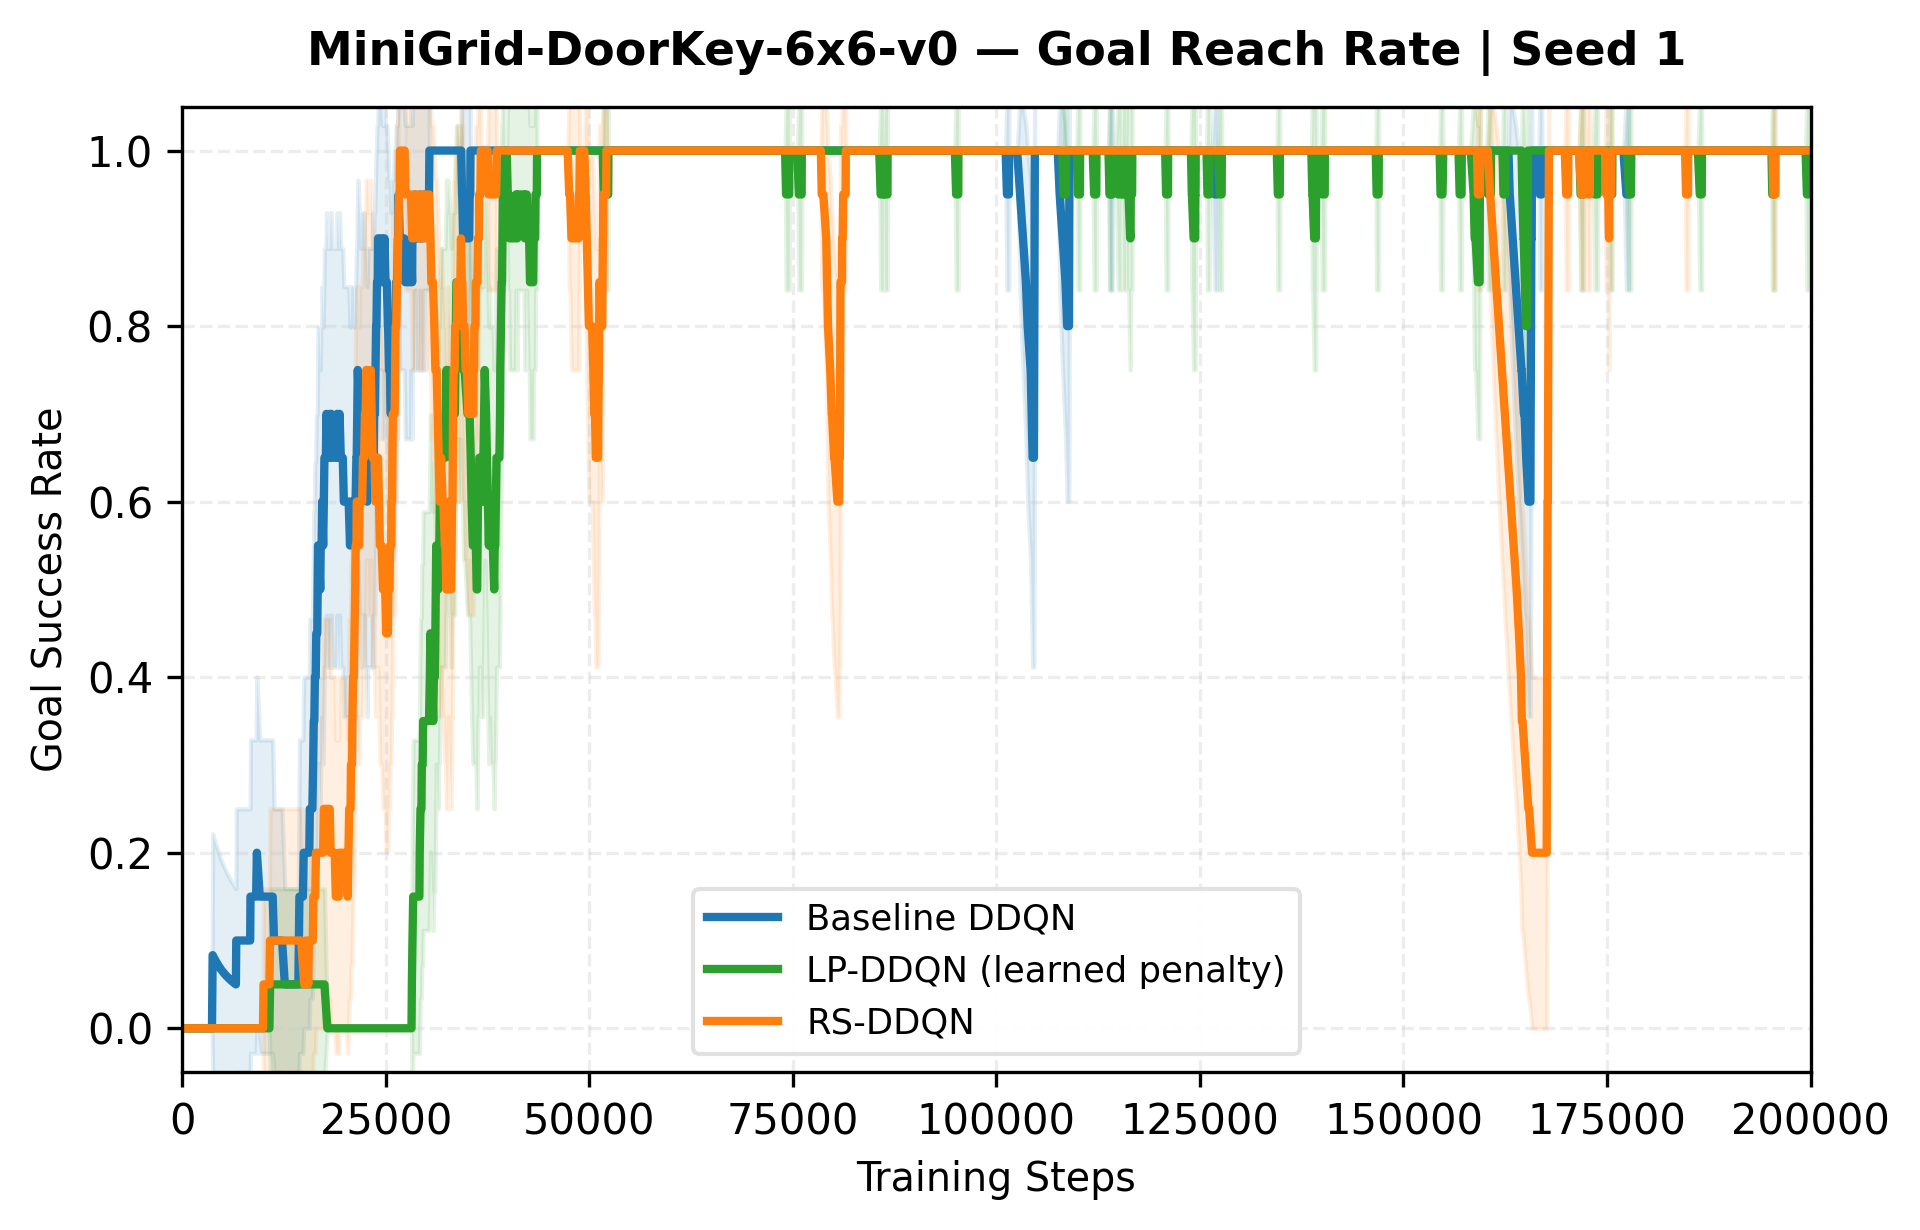 MiniGrid-DoorKey-6x6-v0 — Goal Reach Rate | Seed 1
Goal Success Rate
1.0
0.8
0.6
0.4
0.2
0.0
Baseline DDQN
LP-DDQN (learned penalty)
RS-DDQN
0 25000 50000 75000 100000 125000 150000 175000 200000
Training Steps